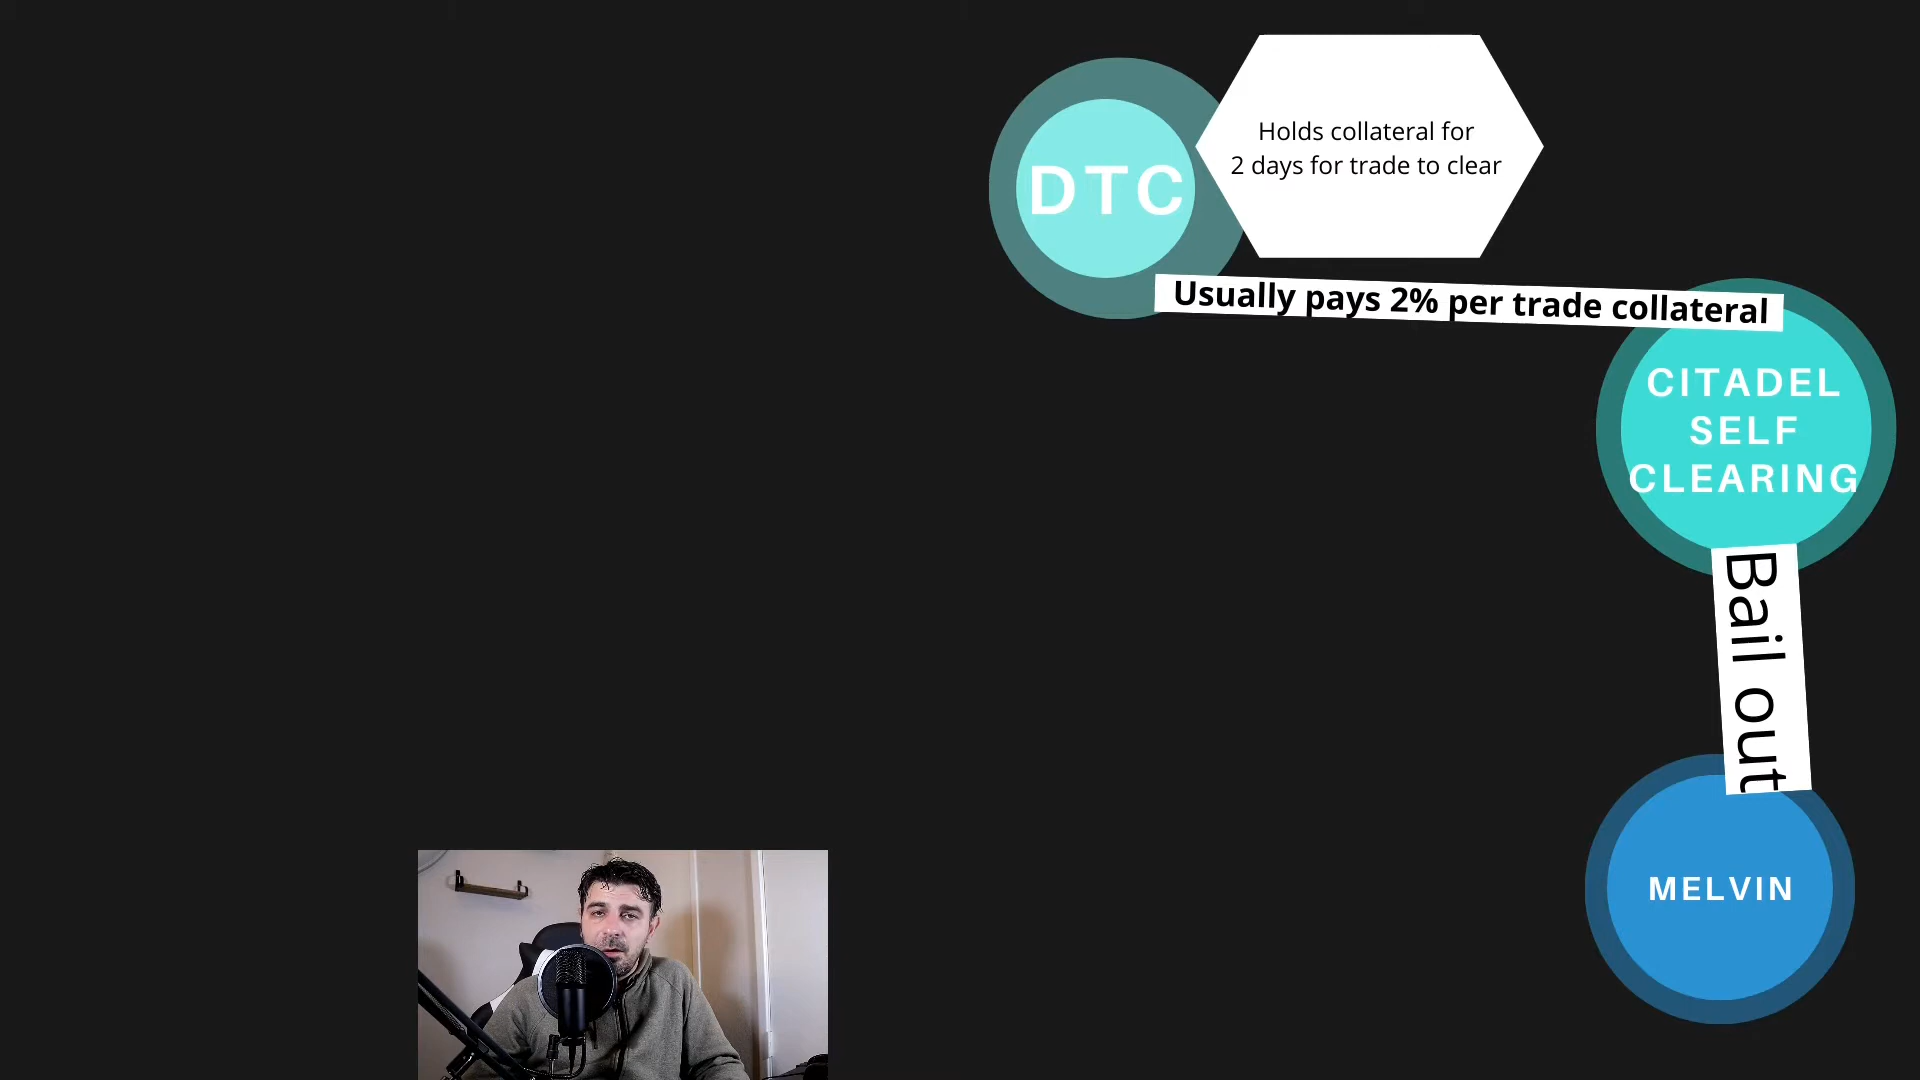 DTC
Holds collateral for
2 days for trade to clear
Usually pays 2% per trade collateral
CITADEL
SELF
CLEARING
Bail out
MELVIN